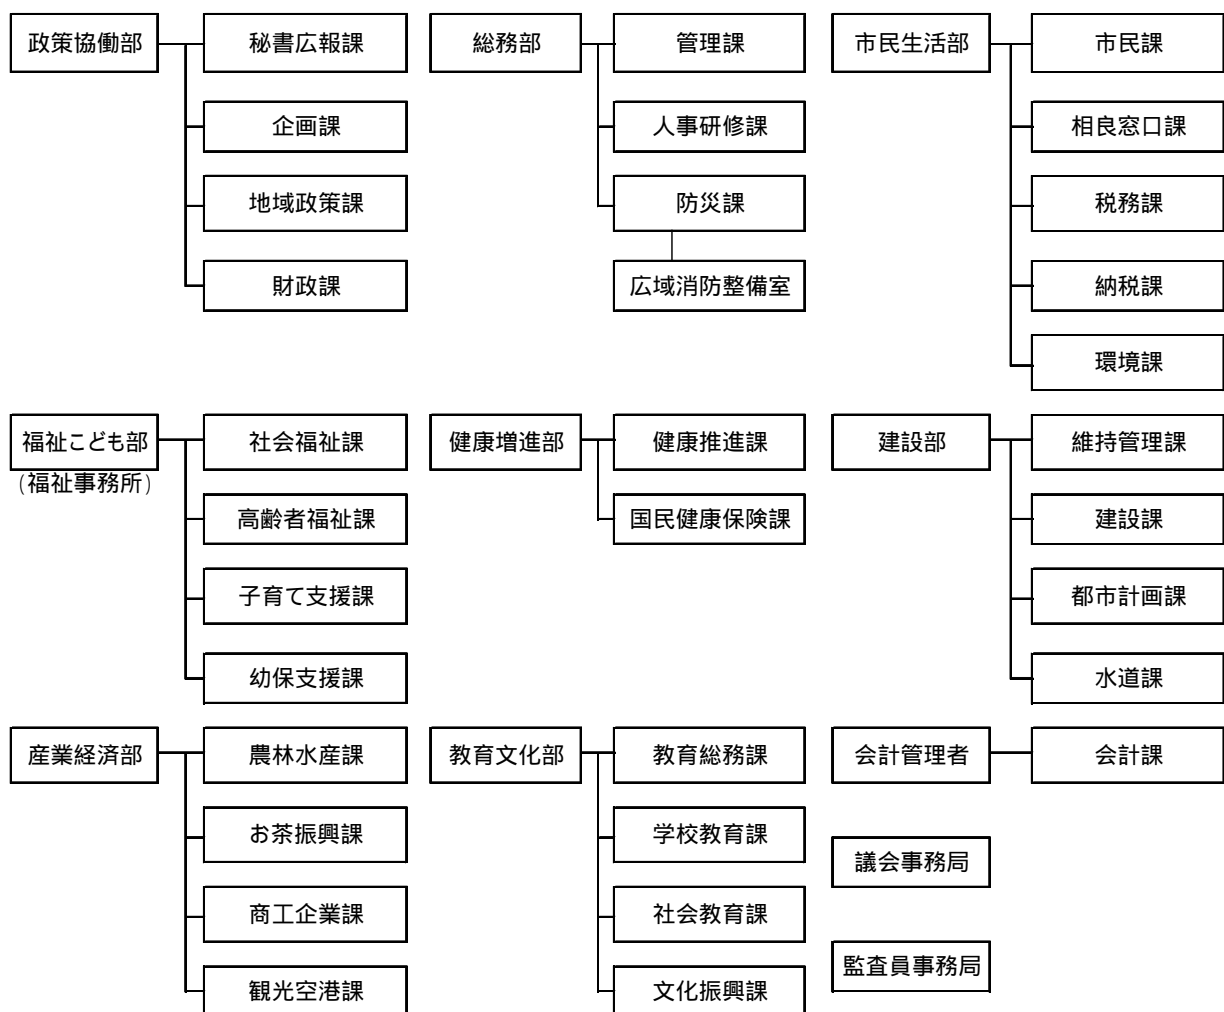 政策協働部
秘書広報課
企画課
地域政策課
財政課
総務部
管理課
人事研修課
防災課
広域消防整備室
市民生活部
市民課
相良窓口課
税務課
納税課
環境課
福祉こども部
(福祉事務所)
社会福祉課
高齢者福祉課
子育て支援課
幼保支援課
健康増進部
健康推進課
国民健康保険課
建設部
維持管理課
建設課
都市計画課
水道課
産業経済部
農林水産課
お茶振興課
商工企業課
観光空港課
教育文化部
教育総務課
学校教育課
社会教育課
文化振興課
会計管理者
会計課
議会事務局
監査員事務局